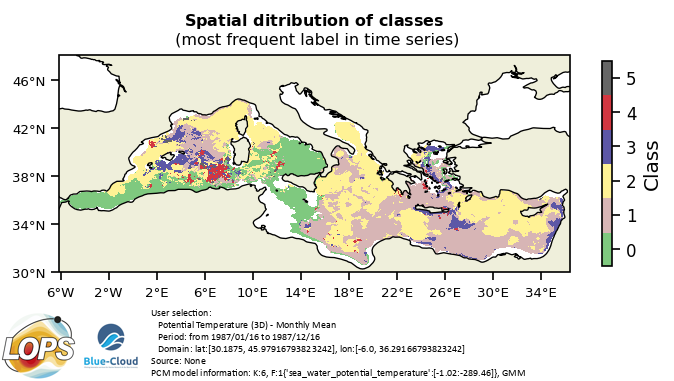 Spatial ditribution of classes
(most frequent label in time series)
46°N
42°N
38°N
34°N
30°N
6°W 2°W 2°E 6°E 10°E 14°E 18°E 22°E 26°E 30°E 34°E
5
4
3
2
1
0
Class
LOPS
Blue-Cloud
User selection:
Potential Temperature (3D) - Monthly Mean
Period: from 1987/01/16 to 1987/12/16
Domain: lat:[30.1875, 45.97916793823242], lon:[-6.0, 36.29166793823242]
Source: None
PCM model information: K:6, F:1{'sea_water_potential_temperature':[-1.02:-289.46]}, GMM